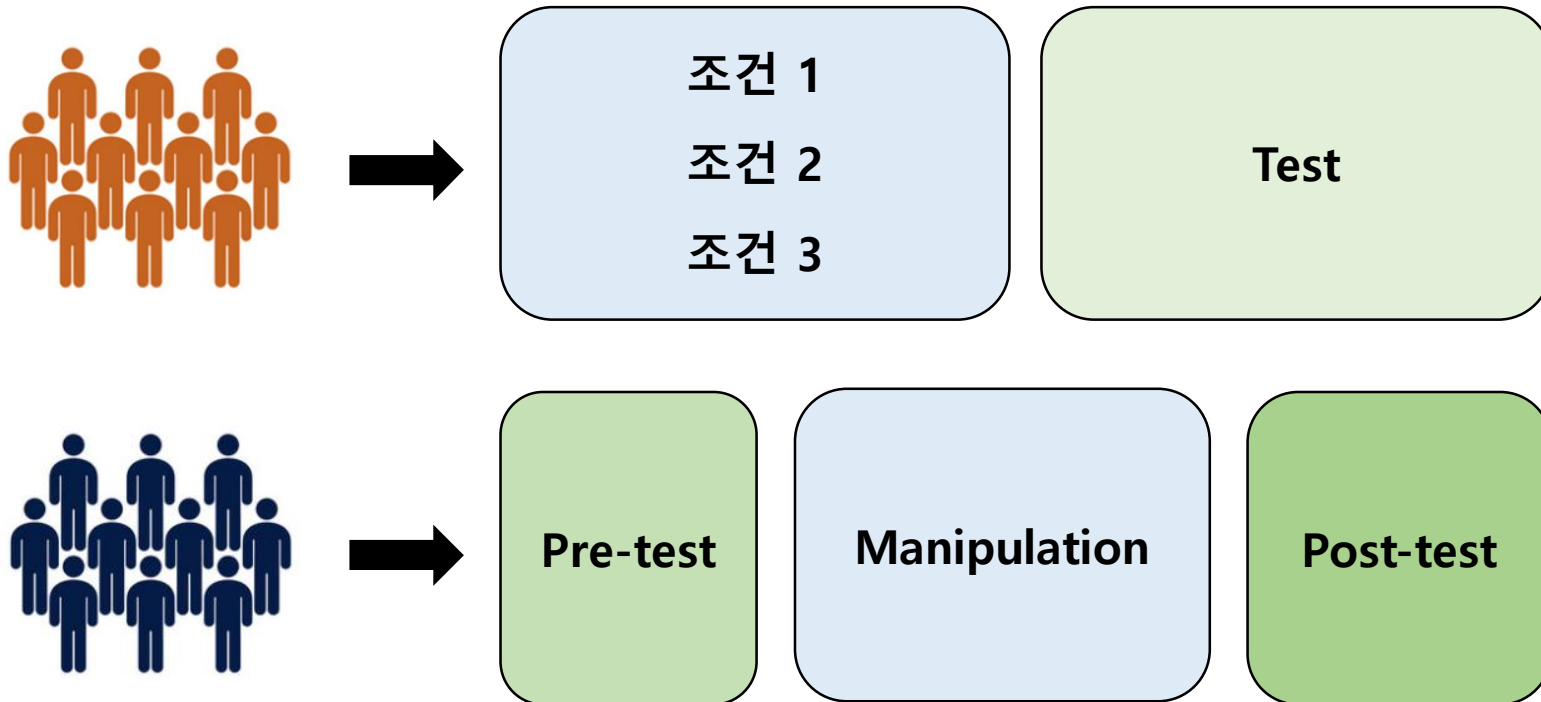 조건 1
조건 2
조건 3
Test
Pre-test
Manipulation
Post-test